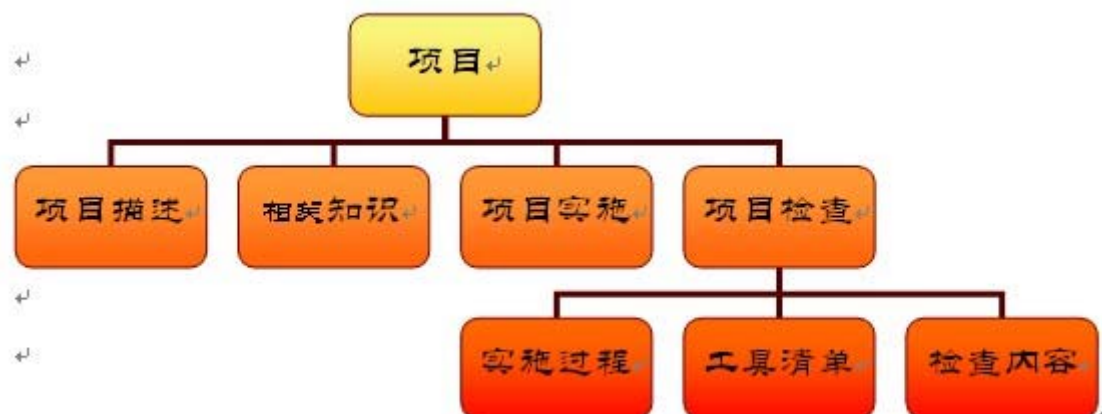 项目
项目描述
相关知识
项目实施
项目检查
实施过程
工具清单
检查内容